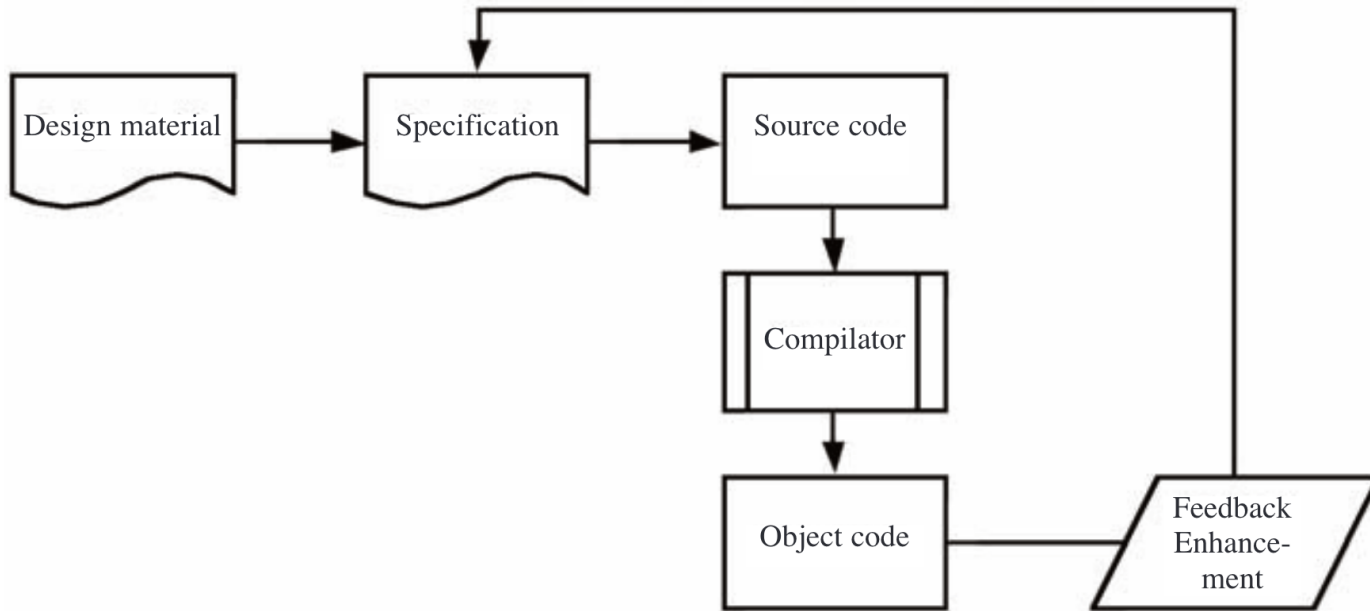 Design material
Specification
Source code
Compilator
Object code
Feedback
Enhance-
ment